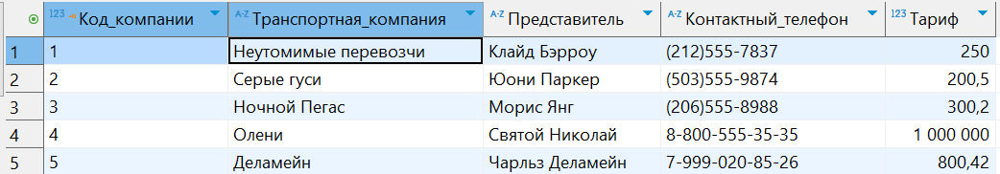 123 Код_компании A-Z Транспортная_компания A-Z Представитель A-Z Контактный_телефон 123 Тариф
1 1 Неутомимые перевозчи Клайд Бэрроу (212)555-7837 250
2 2 Серые гуси Юони Паркер (503)555-9874 200,5
3 3 Ночной Пегас Морис Янг (206)555-8988 300,2
4 4 Олени Святой Николай 8-800-555-35-35 1 000 000
5 5 Деламейн Чарльз Деламейн 7-999-020-85-26 800,42